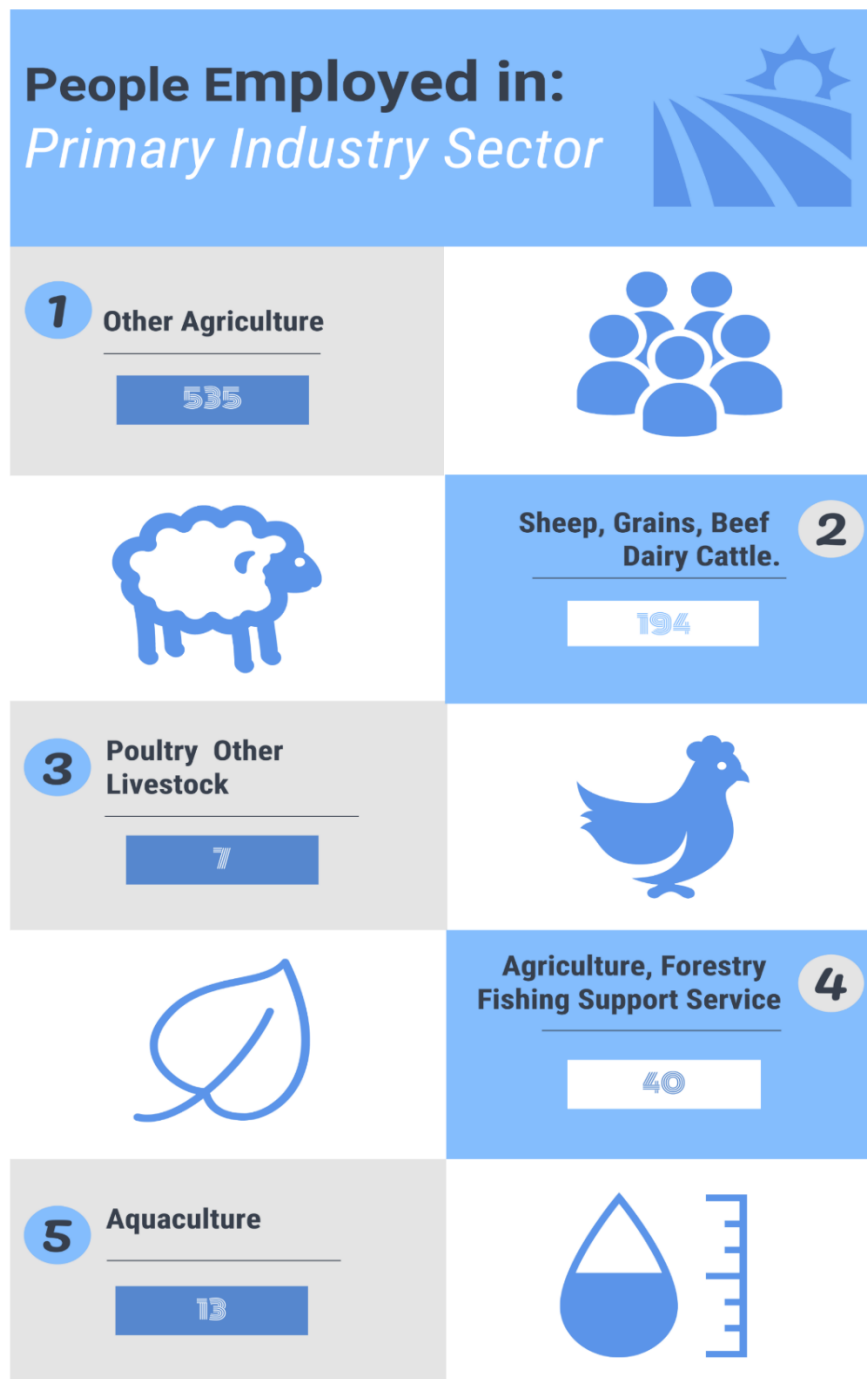 People Employed in:
Primary Industry Sector
1
Other Agriculture
535
Sheep, Grains, Beef
Dairy Cattle.
2
194
3
Poultry Other
Livestock
7
Agriculture, Forestry
Fishing Support Service
4
40
5
Aquaculture
13